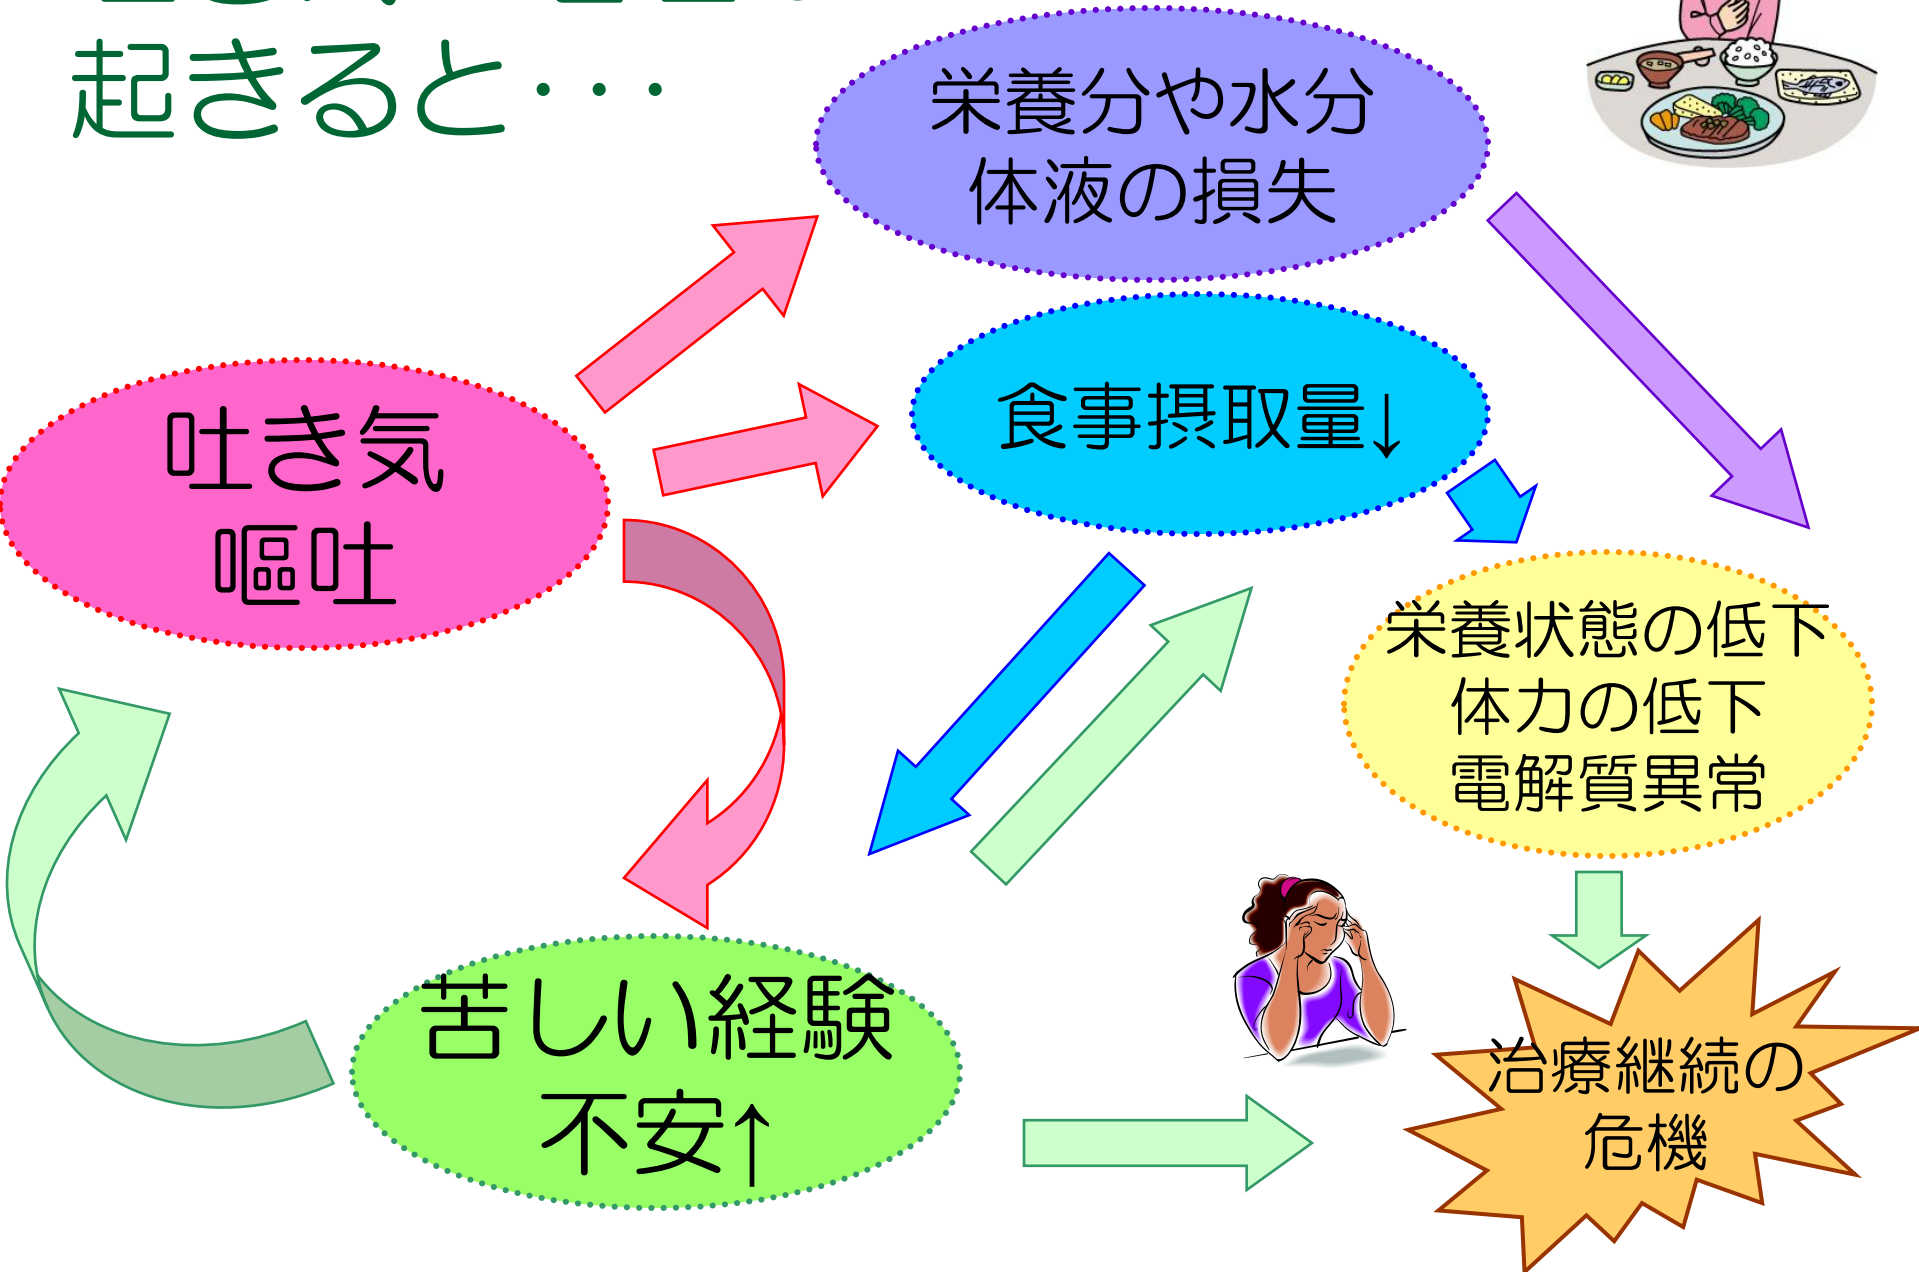 起きると・・・
栄養分や水分
体液の損失
食事摂取量↓
吐き気
嘔吐
栄養状態の低下
体力の低下
電解質異常
苦しい経験
不安↑
治療継続の
危機